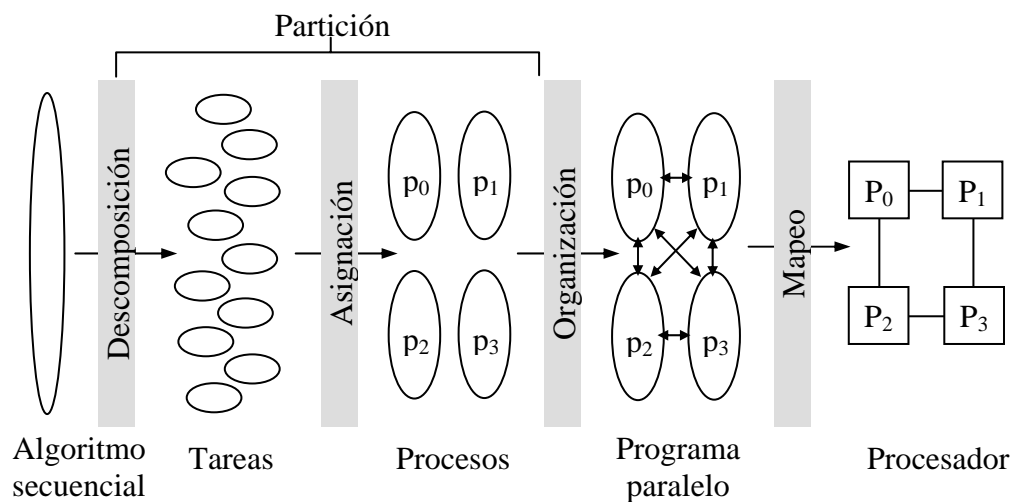 Partición
Descomposición
Asignación
Organización
Mapeo
p₀ p₁
p₂ p₃
p₀ p₁
p₂ p₃
P₀ P₁
P₂ P₃
Algoritmo
secuencial
Tareas
Procesos
Programa
paralelo
Procesador